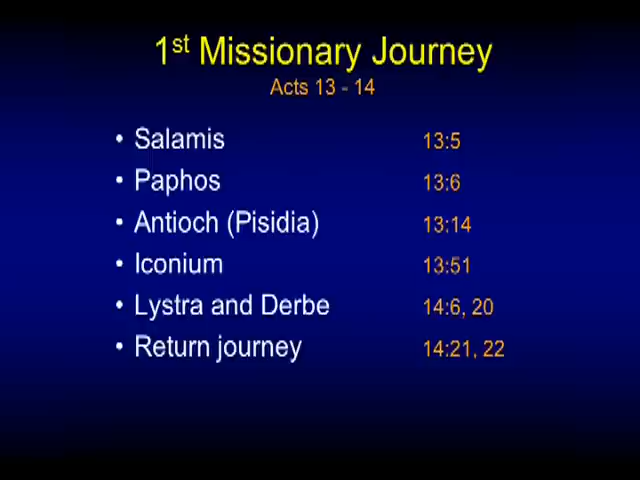 1st Missionary Journey
Acts 13 - 14
• Salamis 13:5
• Paphos 13:6
• Antioch (Pisidia) 13:14
• Iconium 13:51
• Lystra and Derbe 14:6, 20
• Return journey 14:21, 22